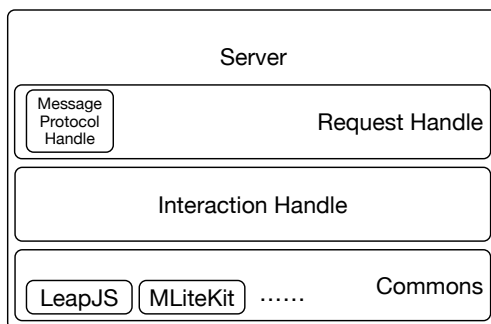 Server
Message
Protocol
Handle
Request Handle
Interaction Handle
LeapJS MLiteKit ...... Commons